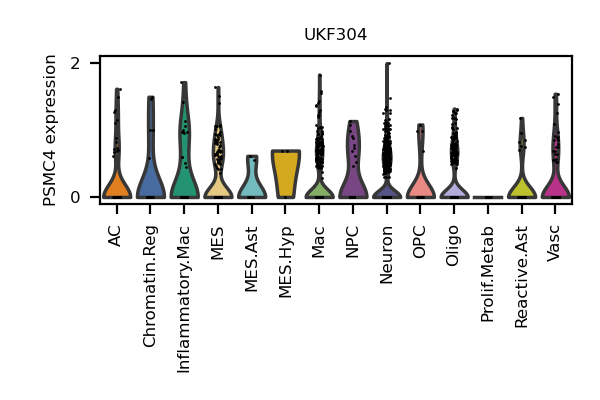 UKF304
PSMC4 expression
2
0
AC
Chromatin.Reg
Inflammatory.Mac
MES
MES.Ast
MES.Hyp
Mac
NPC
Neuron
OPC
Oligo
Prolif.Metab
Reactive.Ast
Vasc